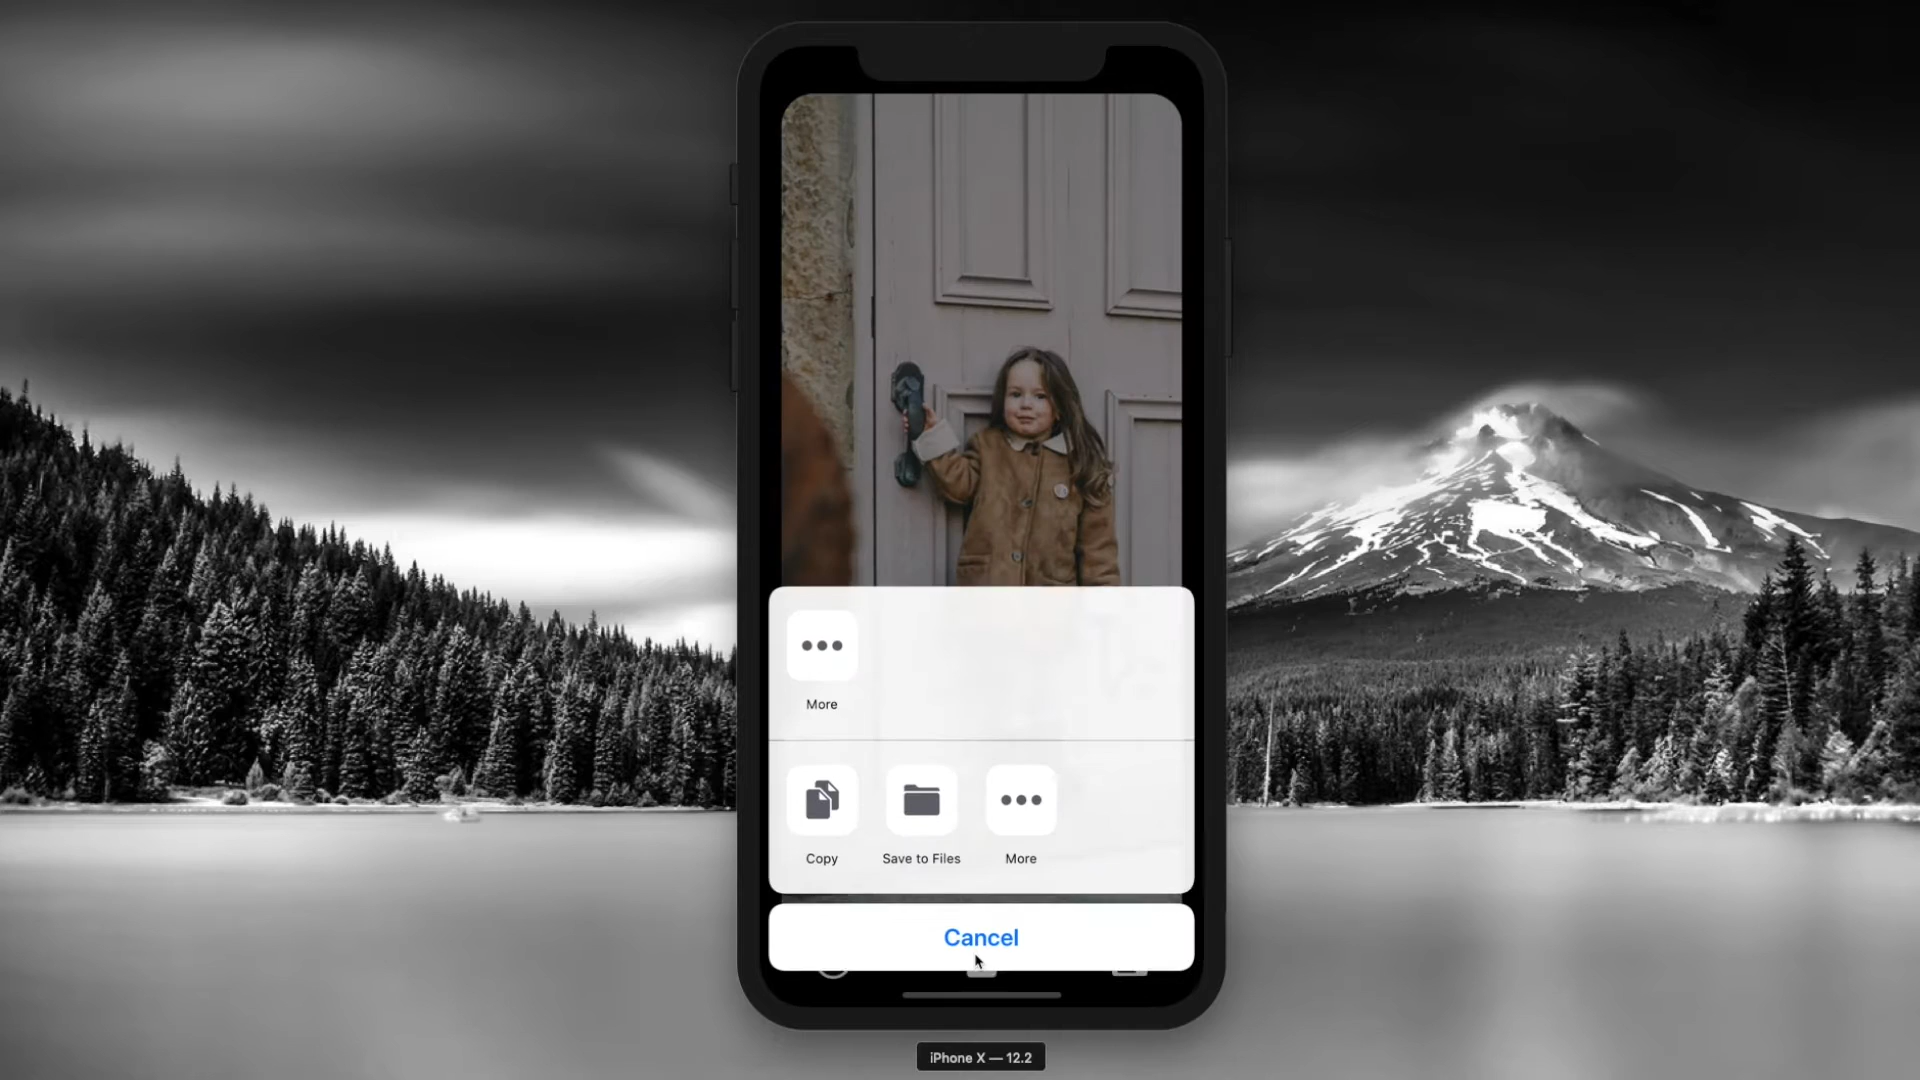 More
Copy
Save to Files
More
Cancel
iPhone X — 12.2